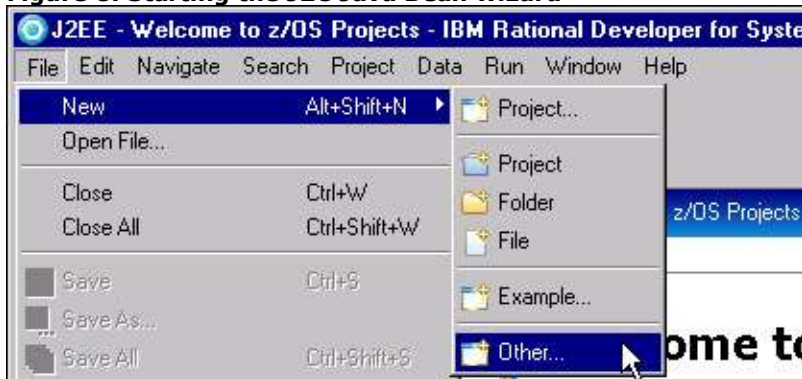 J2EE - Welcome to z/OS Projects - IBM Rational Developer for Syste
File Edit Navigate Search Project Data Run Window Help
New Alt+Shift+N
Project...
Open File...
Project
Close Ctrl+W
Folder
z/OS Projects
Close All Ctrl+Shift+W
File
Save Ctrl+S
Example...
Save As...
Save All Ctrl+Shift+S
Other...
ome to